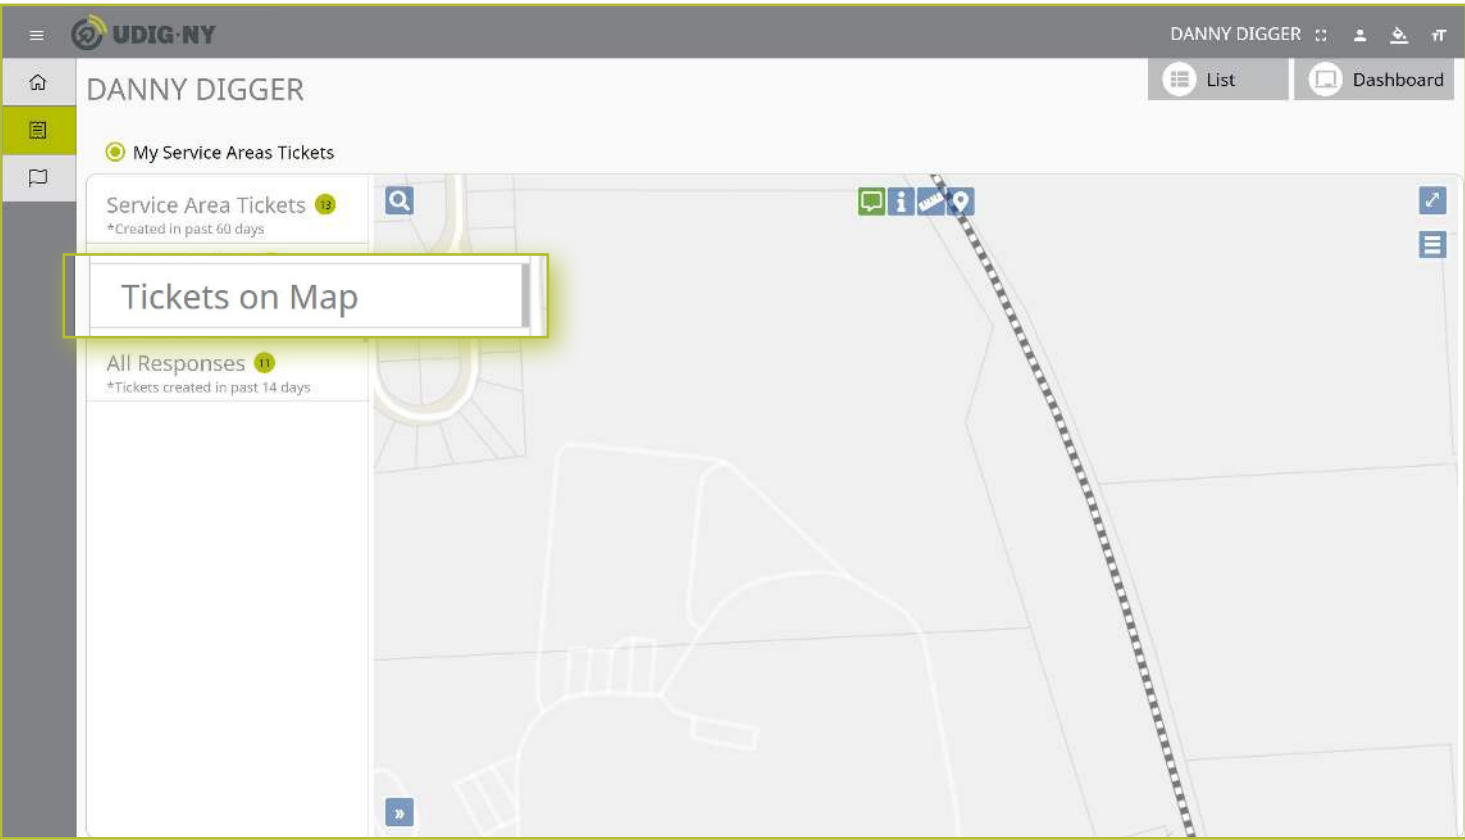 UDIG·NY
DANNY DIGGER
DANNY DIGGER
List
Dashboard
My Service Areas Tickets
Service Area Tickets 13
*Created in past 60 days
Tickets on Map
All Responses 11
*Tickets created in past 14 days